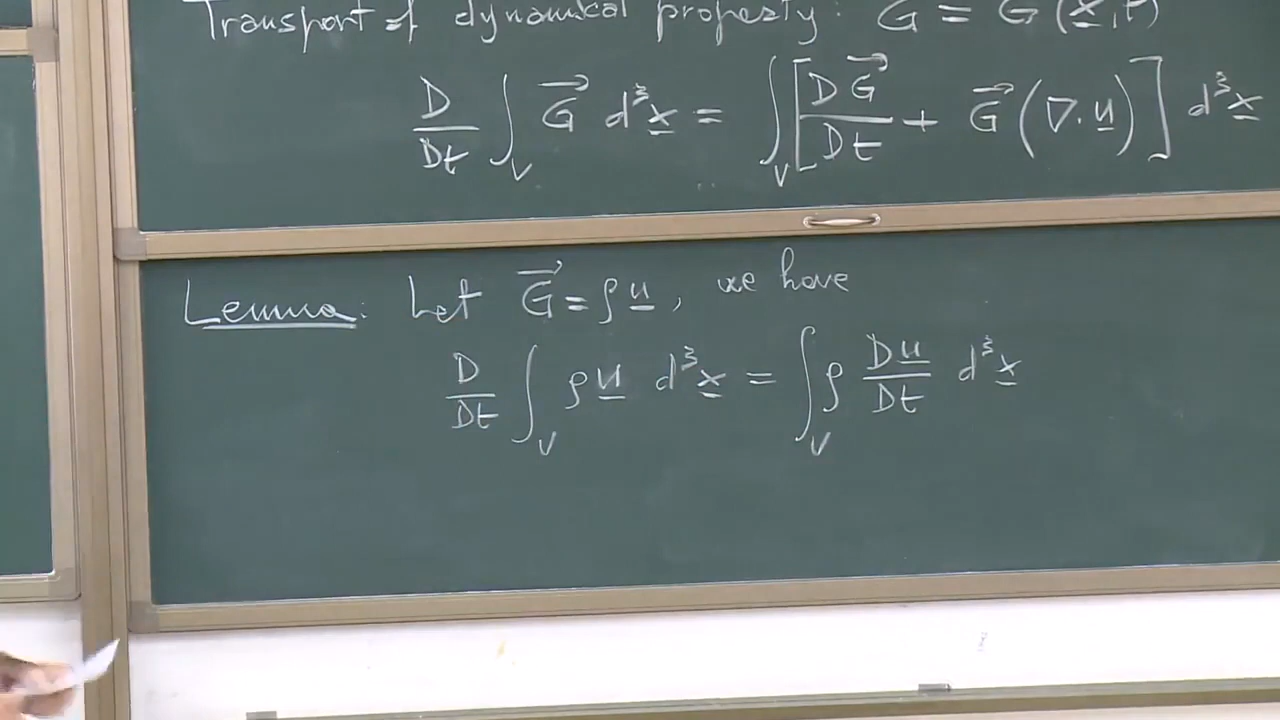 Transport of dynamical property: G = G (x, t)
D/Dt ∫_V G⃗ d³x = ∫_V [DG⃗/Dt + G⃗ (∇·u)] d³x
Lemma: Let G⃗ = ρu, we have
D/Dt ∫_V ρu d³x = ∫_V ρ Du/Dt d³x